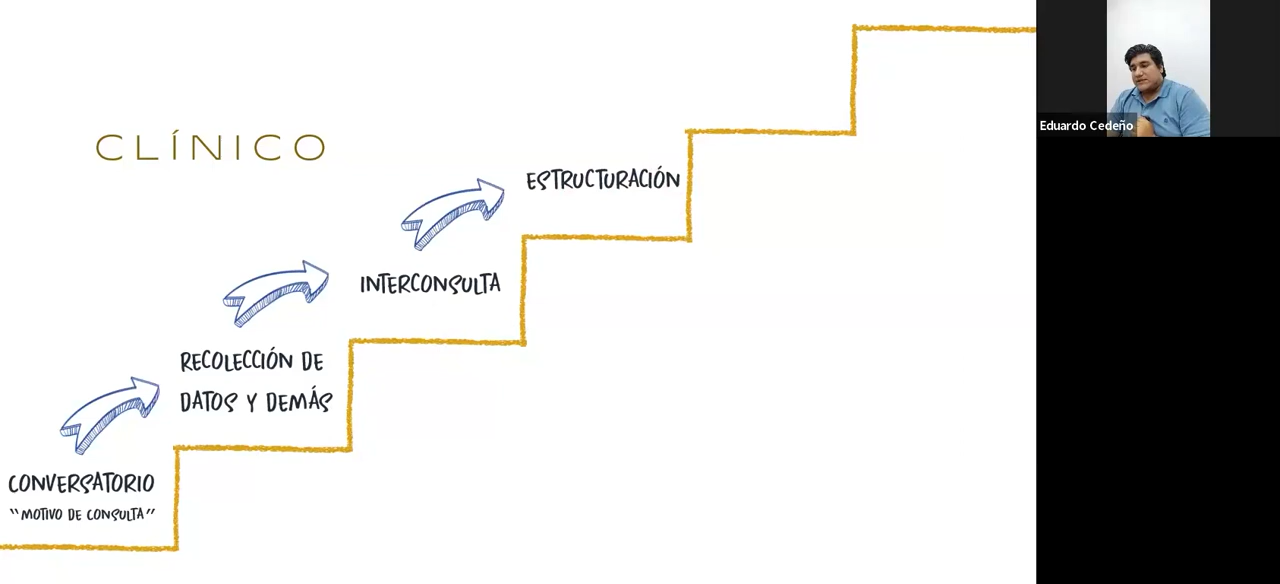 CLÍNICO
ESTRUCTURACIÓN
INTERCONSULTA
RECOLECCIÓN DE
DATOS Y DEMÁS
CONVERSATORIO
"MOTIVO DE CONSULTA"
Eduardo Cedeño